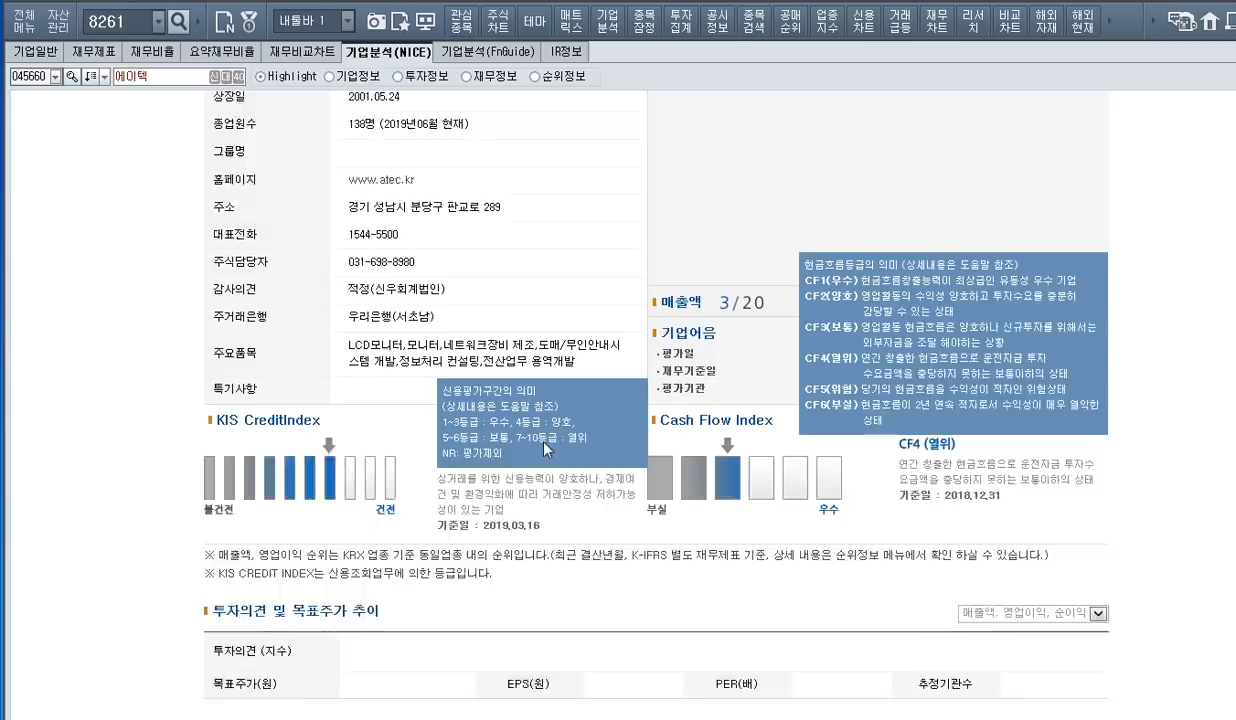 전체 자산 8261 내툴바 1 관심 주식 테마 매트 기업 종목 투자 공시 종목 공매 업종 신용 거래 재무 리서 비교 해외 해외
메뉴 관리 종목 차트 릭스 분석 잠정 집계 정보 검색 순위 지수 차트 급등 차트 치 차트 자재 현재
기업일반 재무제표 재무비율 요약재무비율 재무비교차트 기업분석(NICE) 기업분석(FnGuide) IR정보
045660 에이텍 신 대 40 Highlight 기업정보 투자정보 재무정보 순위정보
상장일 2001.05.24
종업원수 138명 (2019년06월 현재)
그룹명
홈페이지 www.atec.kr
주소 경기 성남시 분당구 판교로 289
대표전화 1544-5500
주식담당자 031-698-8980
감사의견 적정(신우회계법인)
주거래은행 우리은행(서초남)
주요품목 LCD모니터,모니터,네트워크장비 제조,도매/무인안내시
스템 개발,정보처리 컨설팅,전산업무 용역개발
특기사항
매출액 3/20
기업어음
·평가일
·재무기준일
·평가기관
현금흐름등급의 의미 (상세내용은 도움말 참조)
CF1(우수) 현금흐름창출능력이 최상급인 유동성 우수 기업
CF2(양호) 영업활동의 수익성 양호하고 투자수요를 충분히
감당할 수 있는 상태
CF3(보통) 영업활동 현금흐름은 양호하나 신규투자를 위해서는
외부자금을 조달 해야하는 상황
CF4(열위) 연간 창출한 현금흐름으로 운전자금 투자
수요금액을 충당하지 못하는 보통이하의 상태
CF5(위험) 당기의 현금흐름을 수익성이 적자인 위험상태
CF6(부실) 현금흐름이 2년 연속 적자로서 수익성이 매우 열악한
상태
KIS CreditIndex
불건전 건전
신용평가구간의 의미
(상세내용은 도움말 참조)
1~3등급 : 우수, 4등급 : 양호,
5~6등급 : 보통, 7~10등급 : 열위
NR: 평가제외
상거래를 위한 신용능력이 양호하나, 경제여
건 및 환경악화에 따라 거래안정성 저하가능
성이 있는 기업
기준일 : 2019.03.16
Cash Flow Index
부실 우수
CF4 (열위)
연간 창출한 현금흐름으로 운전자금 투자수
요금액을 충당하지 못하는 보통이하의 상태
기준일 : 2018.12.31
※ 매출액, 영업이익 순위는 KRX 업종 기준 동일업종 내의 순위입니다.(최근 결산년월, K-IFRS 별도 재무제표 기준, 상세 내용은 순위정보 메뉴에서 확인 하실 수 있습니다.)
※ KIS CREDIT INDEX는 신용조회업무에 의한 등급입니다.
투자의견 및 목표주가 추이 매출액, 영업이익, 순이익
투자의견 (지수)
목표주가(원) EPS(원) PER(배) 추정기관수